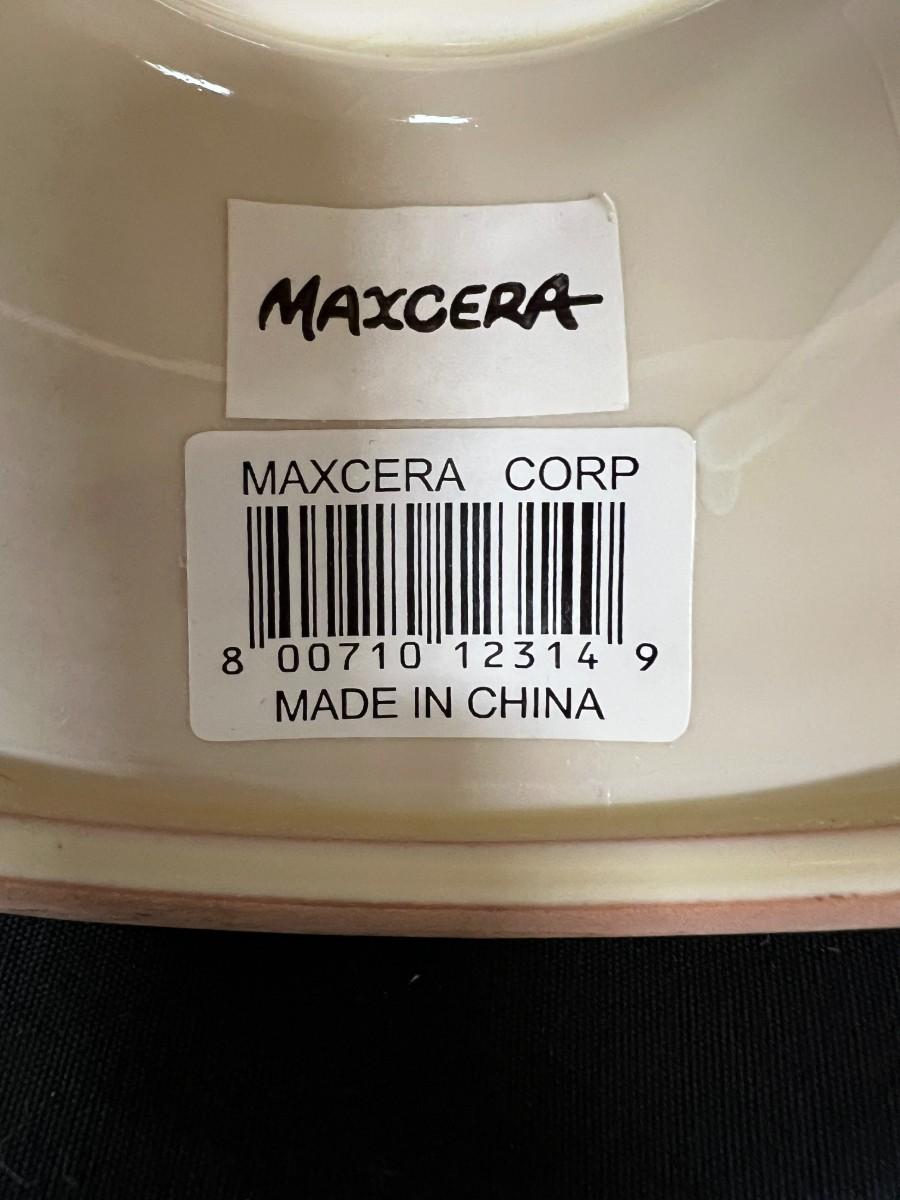 MAXCERA
MAXCERA CORP
8 00710 12314 9
MADE IN CHINA